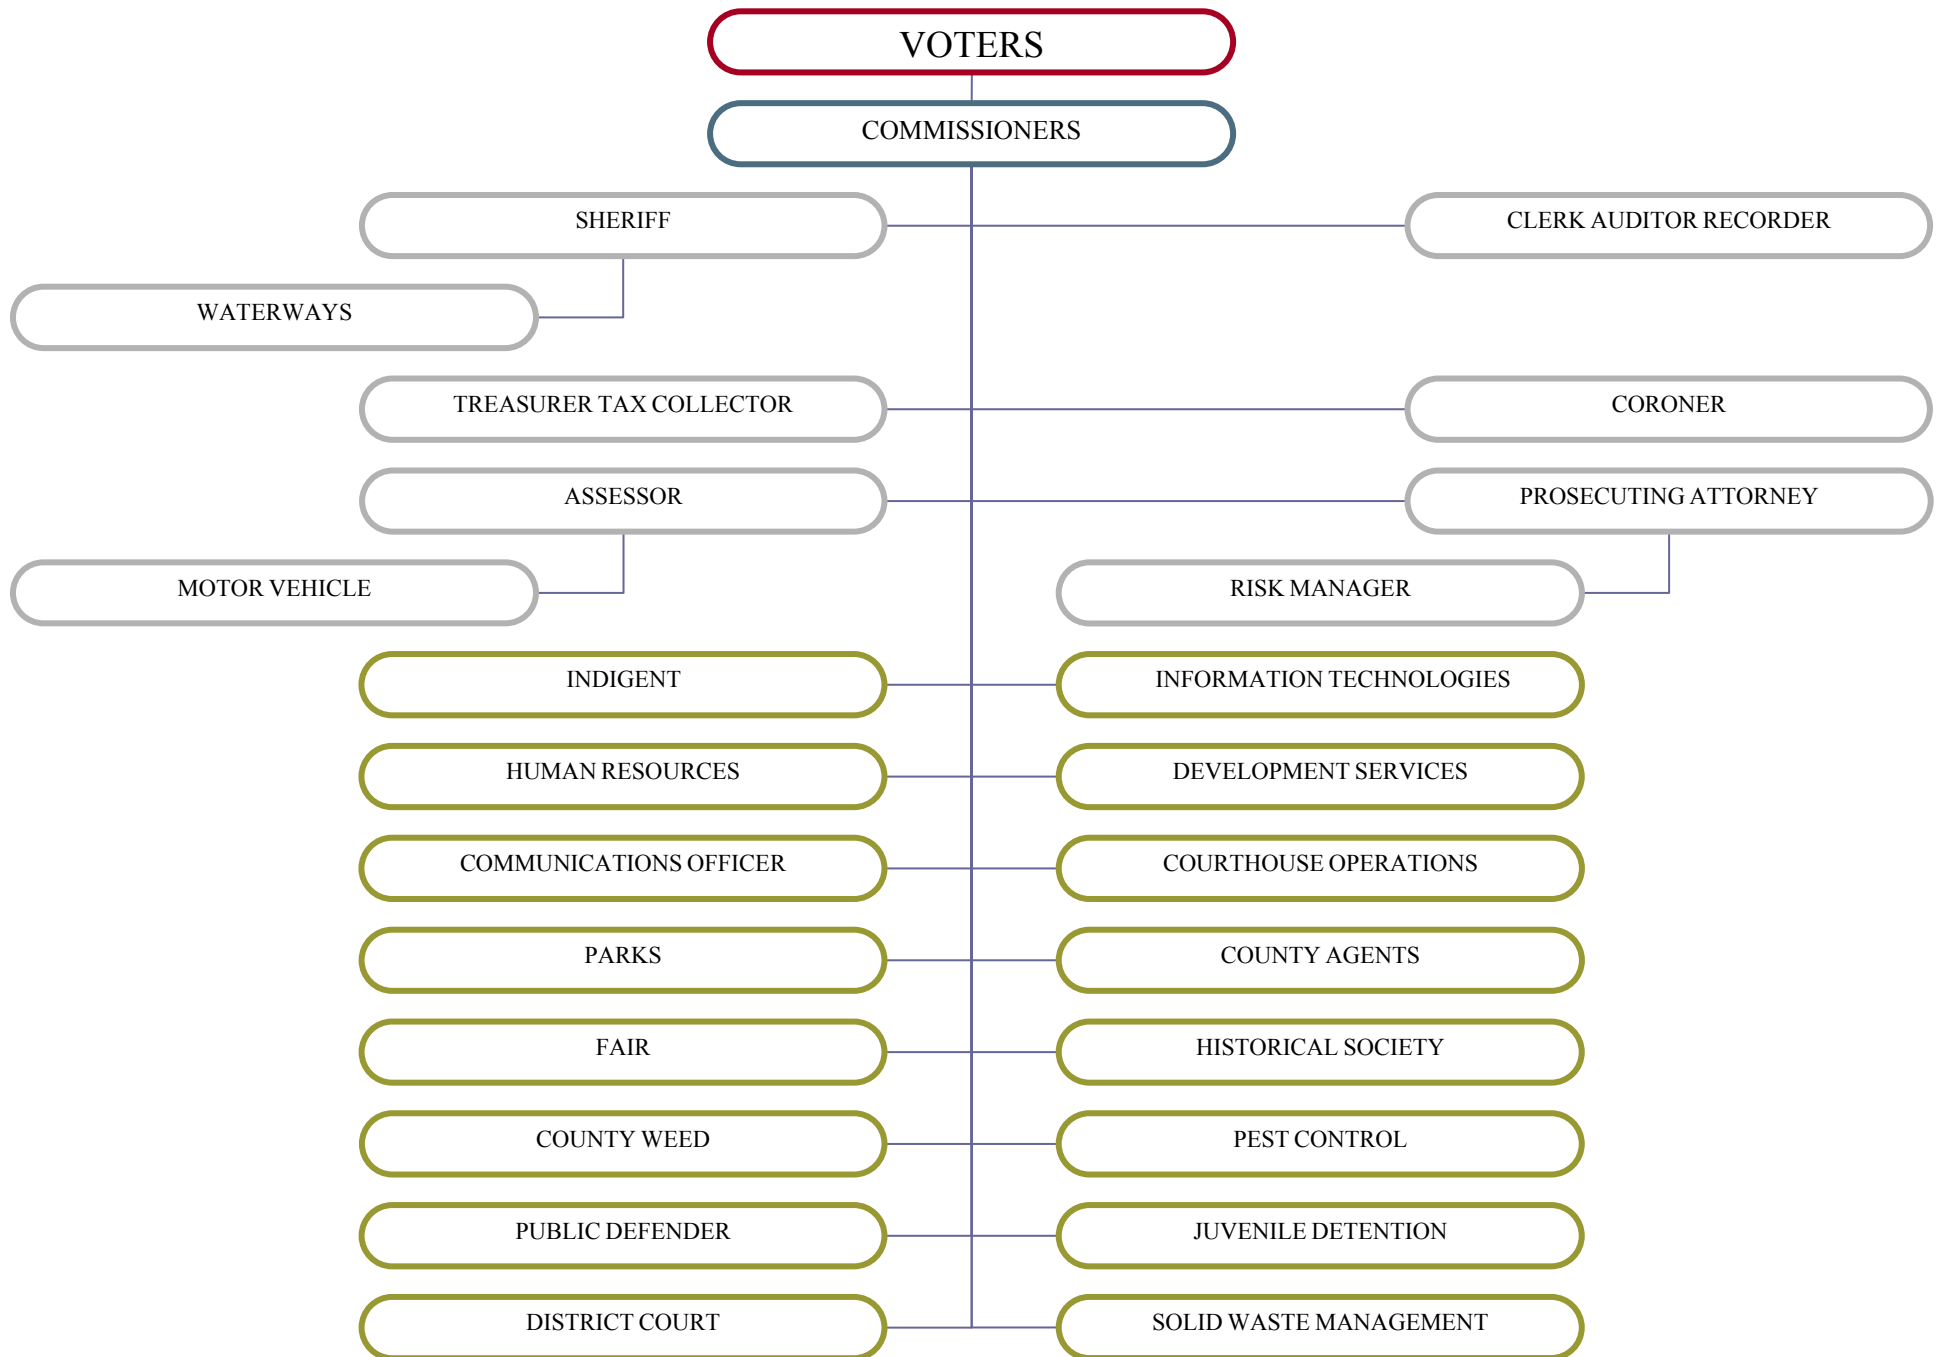 VOTERS
COMMISSIONERS
SHERIFF
CLERK AUDITOR RECORDER
WATERWAYS
TREASURER TAX COLLECTOR
CORONER
ASSESSOR
PROSECUTING ATTORNEY
MOTOR VEHICLE
RISK MANAGER
INDIGENT
INFORMATION TECHNOLOGIES
HUMAN RESOURCES
DEVELOPMENT SERVICES
COMMUNICATIONS OFFICER
COURTHOUSE OPERATIONS
PARKS
COUNTY AGENTS
FAIR
HISTORICAL SOCIETY
COUNTY WEED
PEST CONTROL
PUBLIC DEFENDER
JUVENILE DETENTION
DISTRICT COURT
SOLID WASTE MANAGEMENT